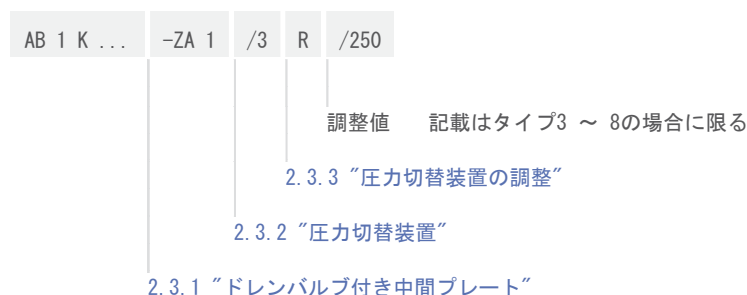 AB 1 K ... -ZA 1 /3 R /250
調整値 記載はタイプ3 ～ 8の場合に限る
2.3.3 "圧力切替装置の調整"
2.3.2 "圧力切替装置"
2.3.1 "ドレンバルブ付き中間プレート"